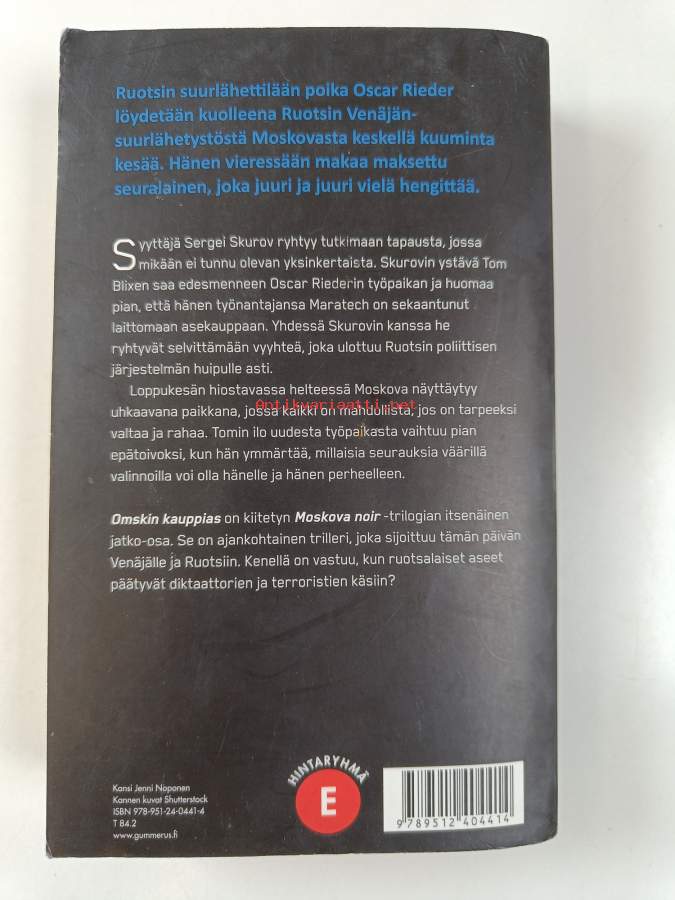 Ruotsin suurlähettilään poika Oscar Rieder
löydetään kuolleena Ruotsin Venäjän-
suurlähetystöstä Moskovasta keskellä kuuminta
kesää. Hänen vieressään makaa maksettu
seuralainen, joka juuri ja juuri vielä hengittää.
Syyttäjä Sergei Skurov ryhtyy tutkimaan tapausta, jossa
mikään ei tunnu olevan yksinkertaista. Skurovin ystävä Tom
Blixen saa edesmenneen Oscar Riederin työpaikan ja huomaa
pian, että hänen työnantajansa Maratech on sekaantunut
laittomaan asekauppaan. Yhdessä Skurovin kanssa he
ryhtyvät selvittämään vyyhteä, joka ulottuu Ruotsin poliittisen
järjestelmän huipulle asti.
Loppukesän hiostavassa helteessä Moskova näyttäytyy
uhkaavana paikkana, jossa kaikki on mahdollista, jos on tarpeeksi
Antikvariaatti.net
valtaa ja rahaa. Tomin ilo uudesta työpaikasta vaihtuu pian
epätoivoksi, kun hän ymmärtää, millaisia seurauksia väärillä
valinnoilla voi olla hänelle ja hänen perheelleen.
Omskin kauppias on kiitetyn Moskova noir -trilogian itsenäinen
jatko-osa. Se on ajankohtainen trilleri, joka sijoittuu tämän päivän
Venäjälle ja Ruotsiin. Kenellä on vastuu, kun ruotsalaiset aseet
päätyvät diktaattorien ja terroristien käsiin?
HINTARYHMÄ
E
Kansi Jenni Noponen
Kannen kuvat Shutterstock
ISBN 978-951-24-0441-4
T 84.2
www.gummerus.fi
9 789512 404414